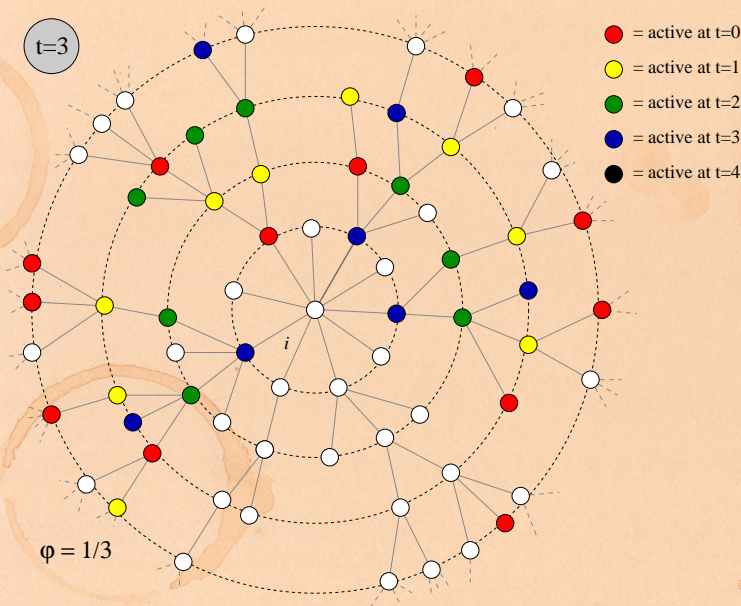 t=3
= active at t=0
= active at t=1
= active at t=2
= active at t=3
= active at t=4
i
φ = 1/3